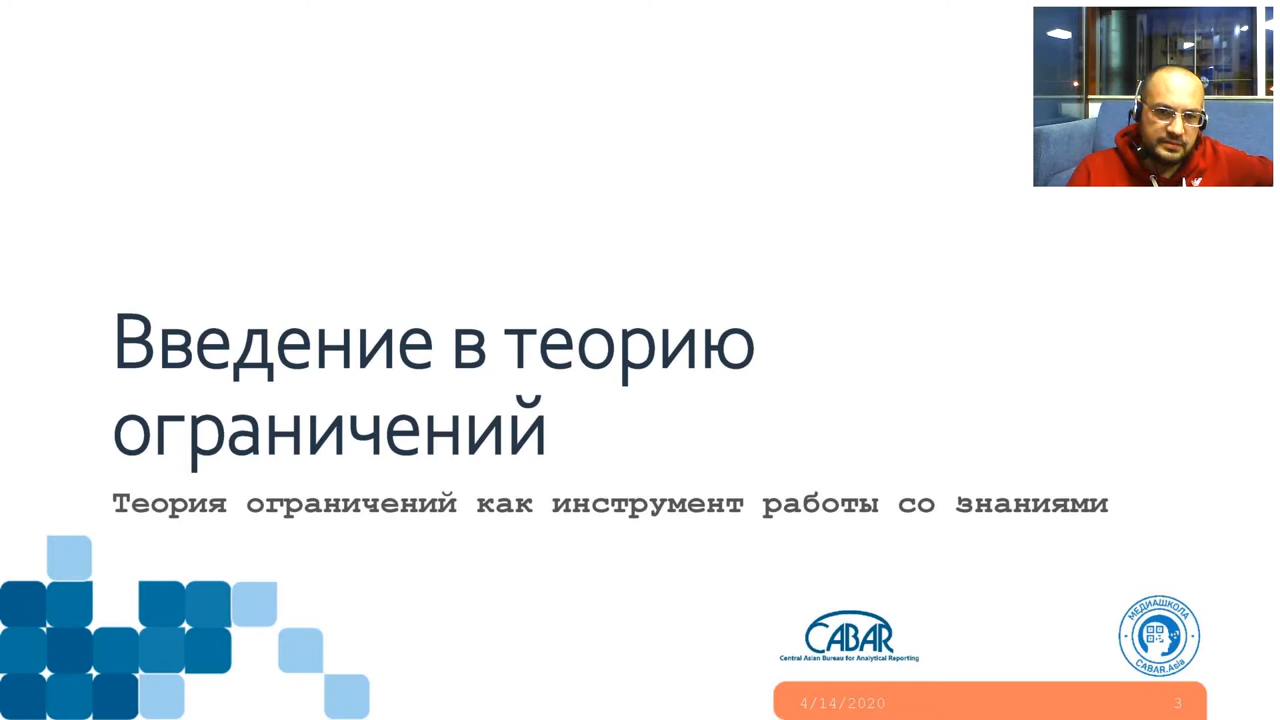 Введение в теорию
ограничений
Теория ограничений как инструмент работы со знаниями
CABAR
Central Asian Bureau for Analytical Reporting
МЕДИАШКОЛА
CABAR.Asia
4/14/2020
3